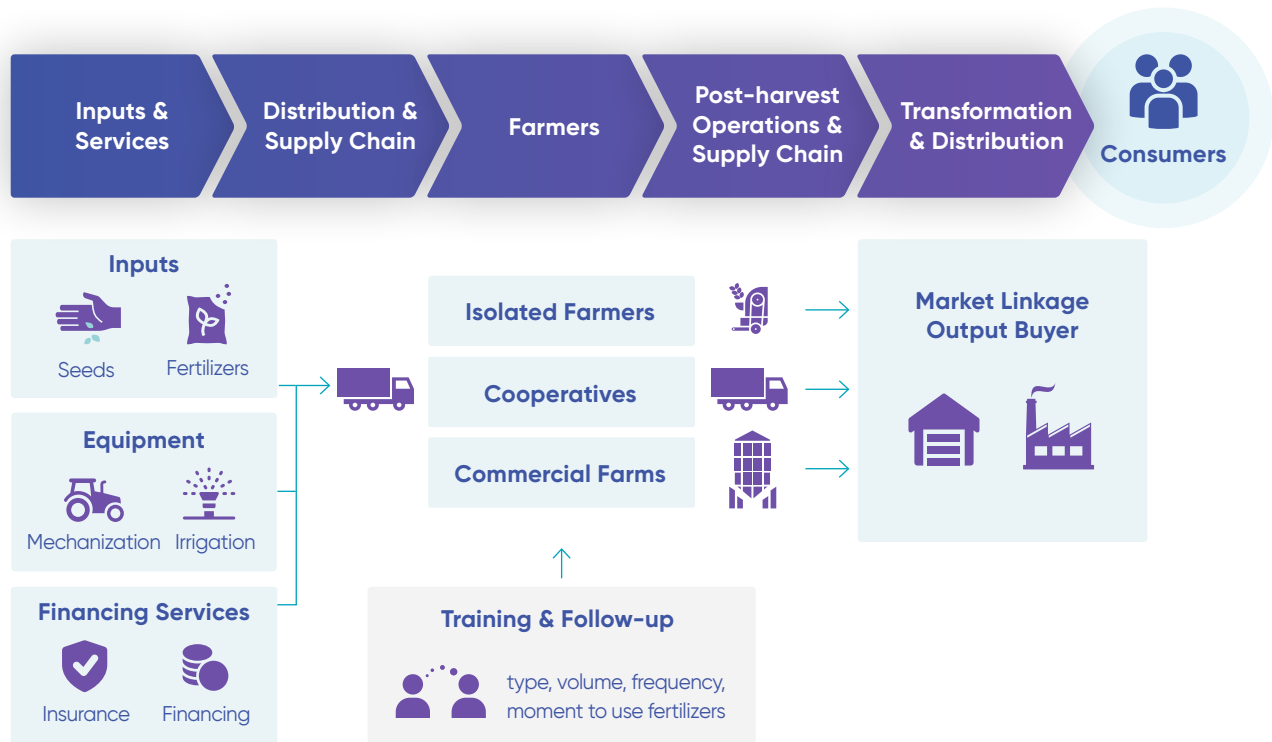 Inputs &
Services
Distribution &
Supply Chain
Farmers
Post-harvest
Operations &
Supply Chain
Transformation
& Distribution
Consumers
Inputs
Seeds
Fertilizers
Equipment
Mechanization
Irrigation
Financing Services
Insurance
Financing
Isolated Farmers
Cooperatives
Commercial Farms
Training & Follow-up
type, volume, frequency,
moment to use fertilizers
Market Linkage
Output Buyer